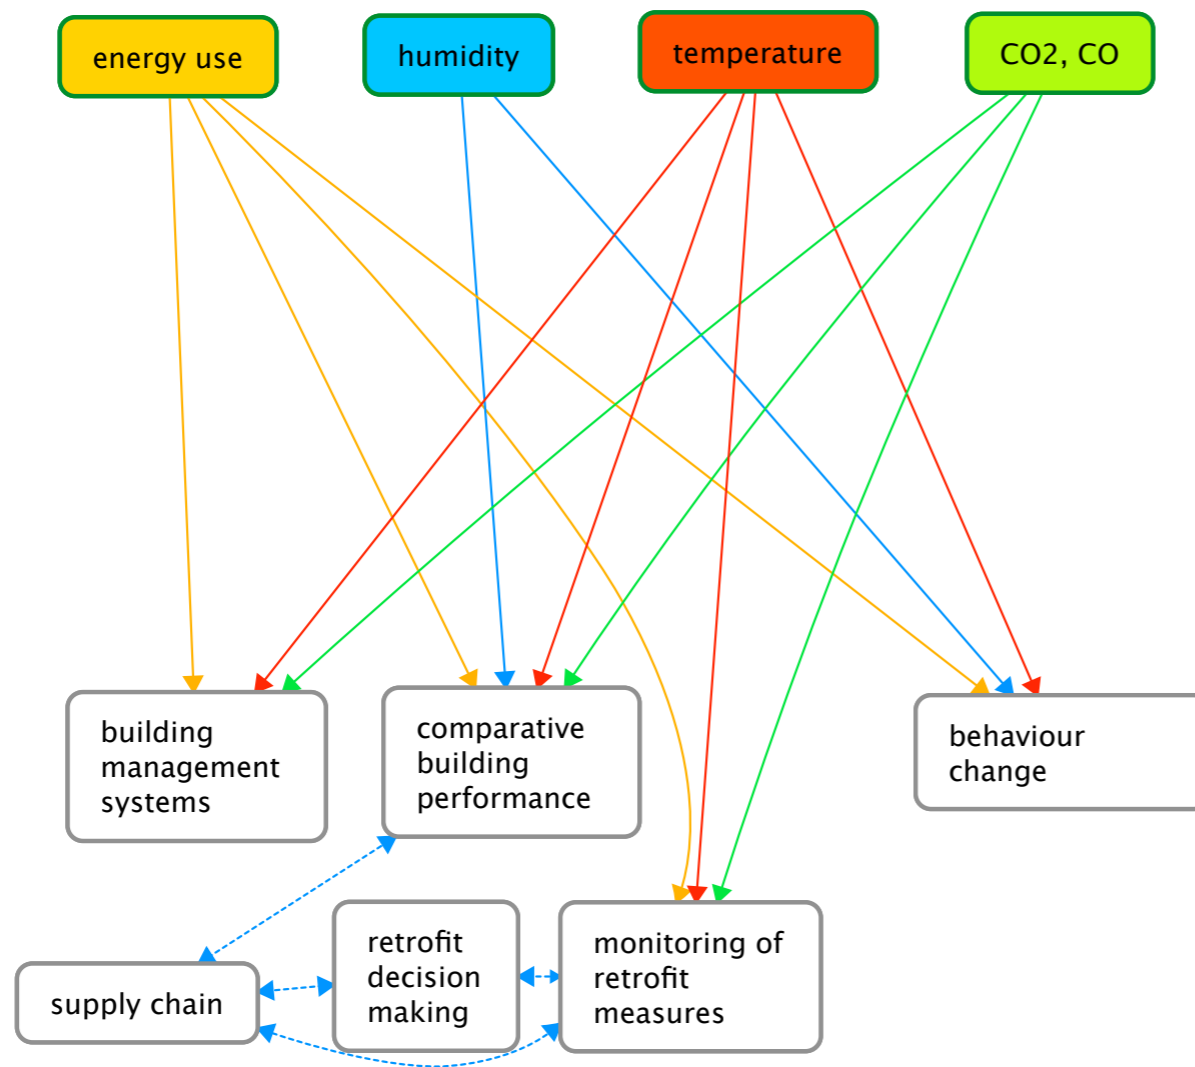 energy use
humidity
temperature
CO2, CO
building
management
systems
comparative
building
performance
behaviour
change
supply chain
retrofit
decision
making
monitoring of
retrofit
measures